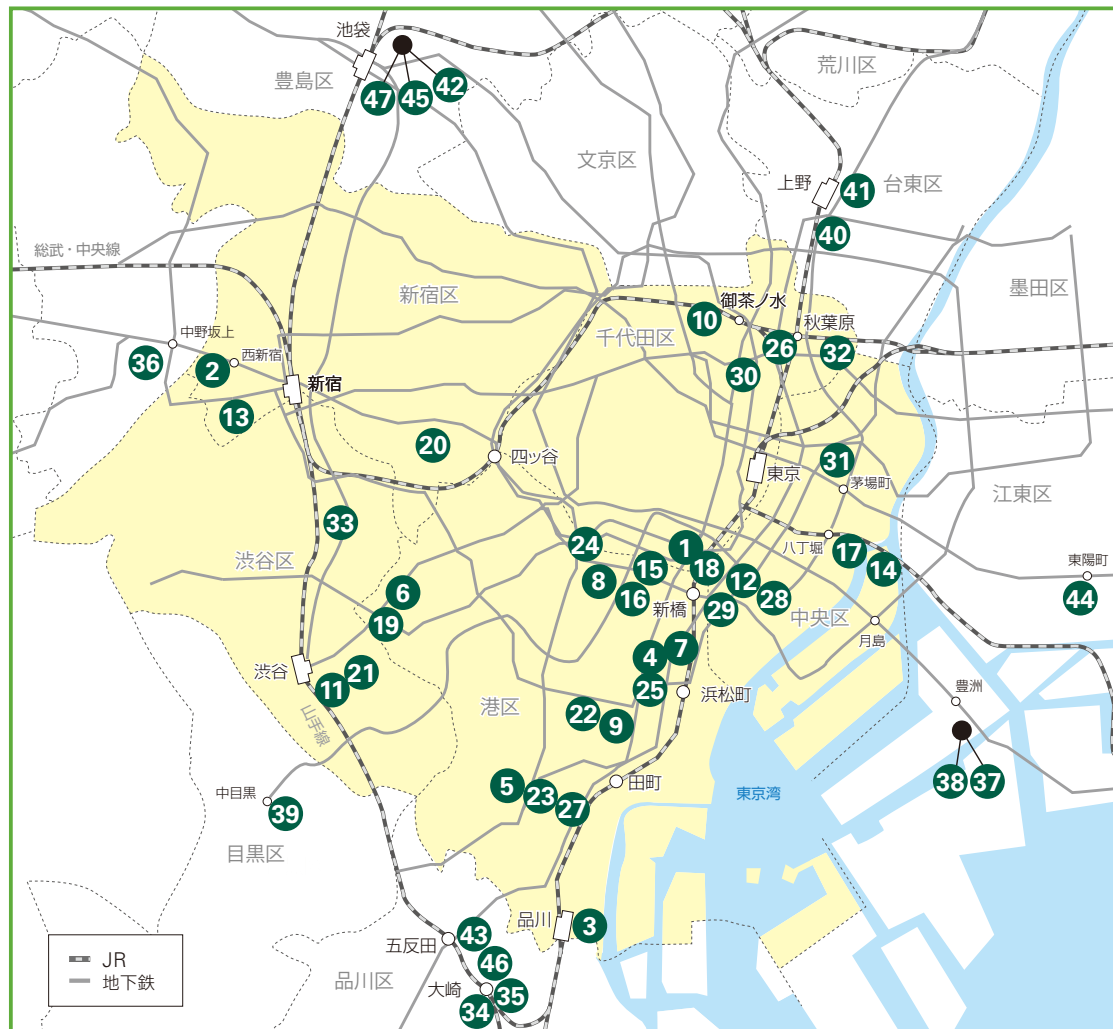 池袋
豊島区
荒川区
47
45
42
文京区
上野
台東区
41
40
総武・中央線
新宿区
墨田区
御茶ノ水
10
千代田区
秋葉原
26
32
中野坂上
36
西新宿
2
30
新宿
13
20
四ッ谷
東京
31
茅場町
江東区
33
渋谷区
24
1
八丁堀
17
14
東陽町
44
8
15
18
12
28
6
16
新橋
29
中央区
19
月島
渋谷
21
11
4
7
山手線
港区
25
浜松町
豊洲
22
9
5
23
27
田町
38
37
東京湾
中目黒
39
目黒区
品川
3
五反田
43
46
品川区
大崎
35
34
JR
地下鉄